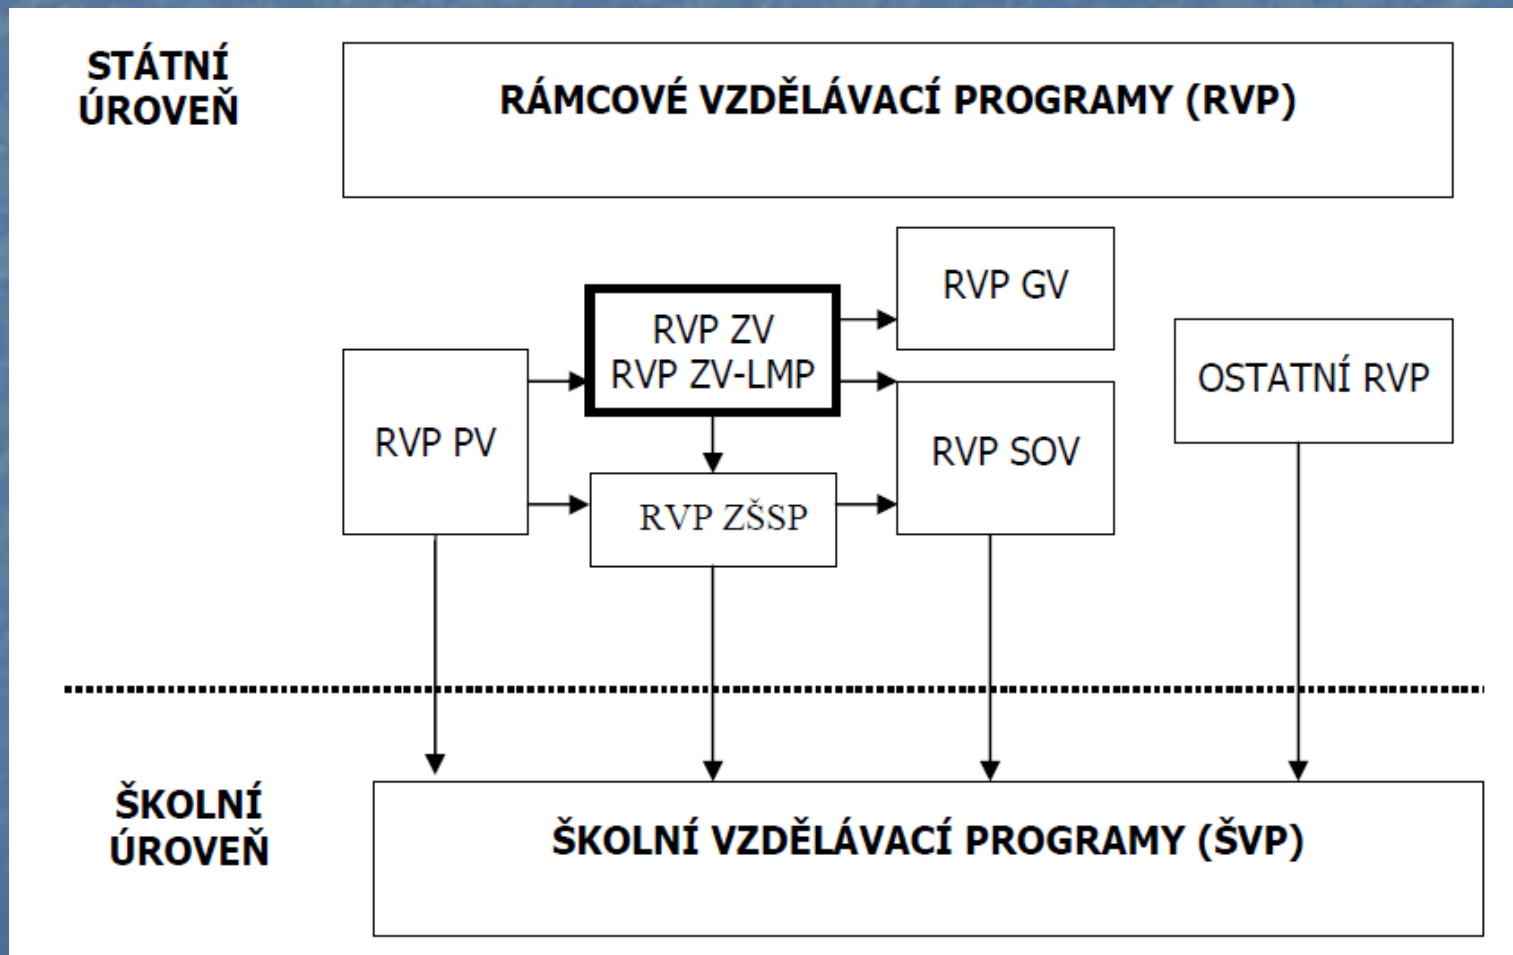 STÁTNÍ
ÚROVEŇ
RÁMCOVÉ VZDĚLÁVACÍ PROGRAMY (RVP)
RVP GV
RVP ZV
RVP ZV-LMP
OSTATNÍ RVP
RVP PV
RVP SOV
RVP ZŠSP
ŠKOLNÍ
ÚROVEŇ
ŠKOLNÍ VZDĚLÁVACÍ PROGRAMY (ŠVP)